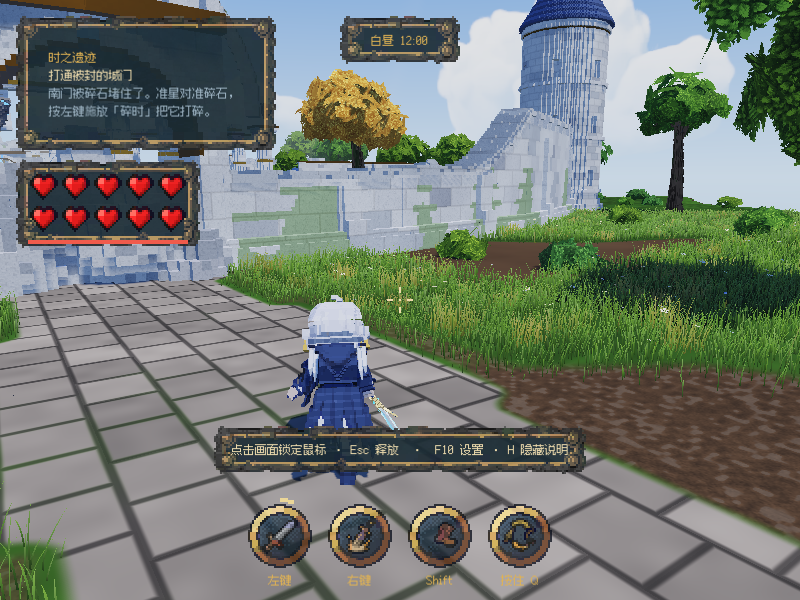 时之遗迹
白昼 12:00
打通被封的城门
南门被碎石堵住了。准星对准碎石，
按左键施放「碎时」把它打碎。
点击画面锁定鼠标 · Esc 释放 · F10 设置 · H 隐藏说明
左键
右键
Shift
按住 Q